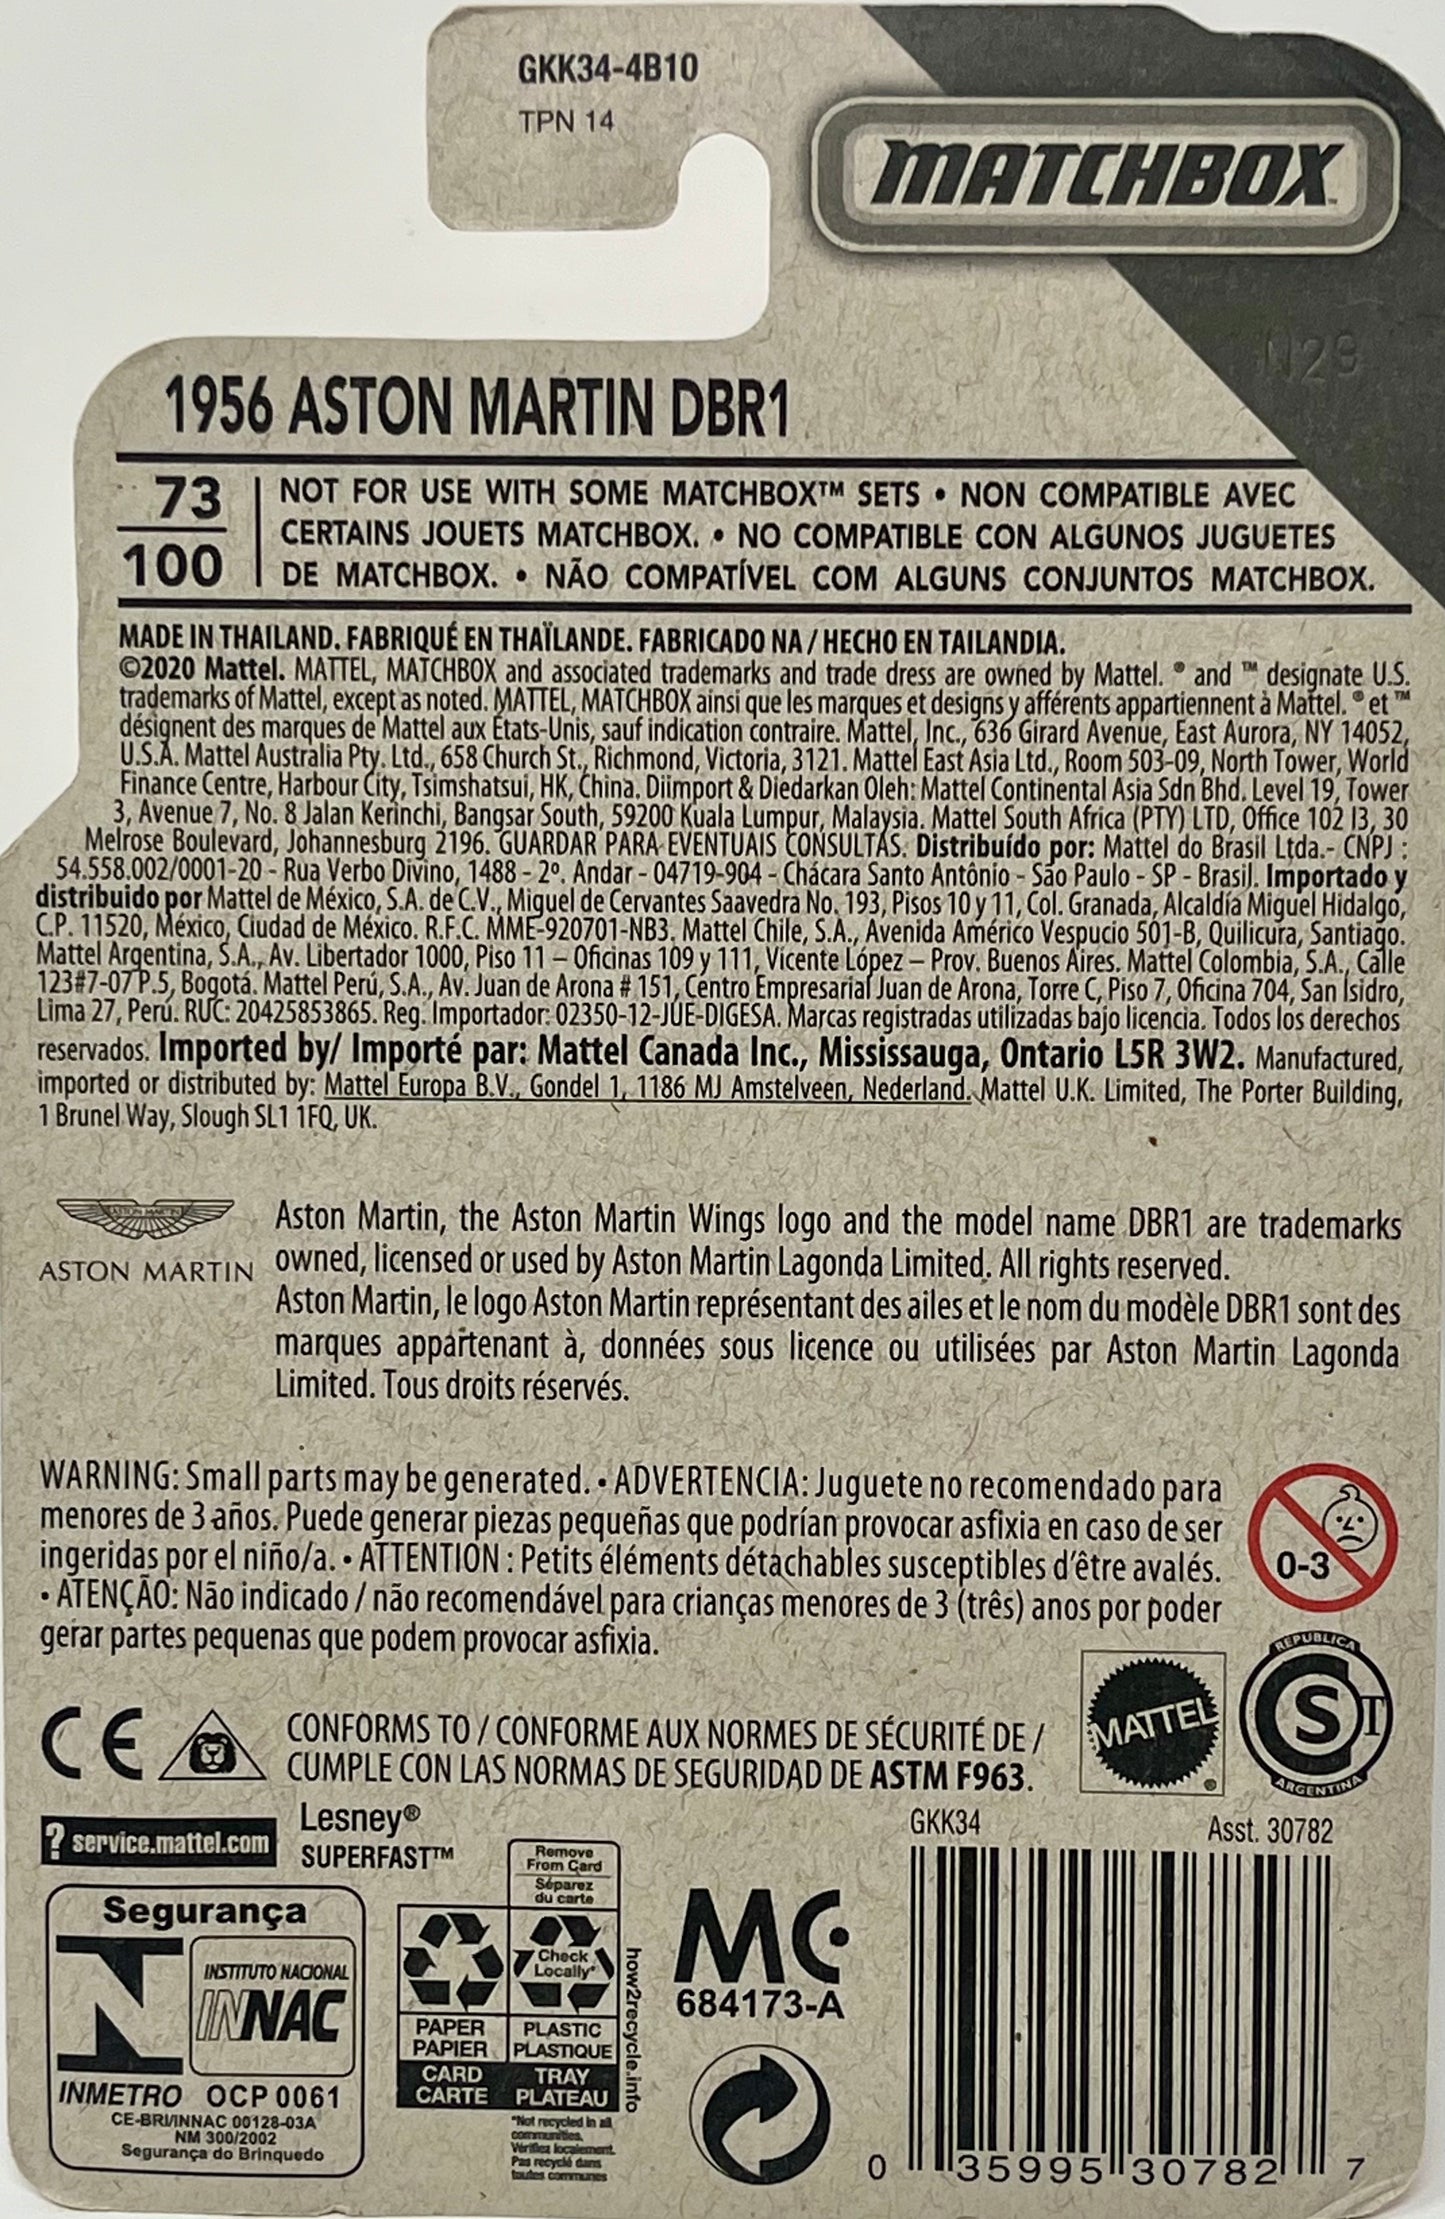 GKK34-4B10
TPN 14
MATCHBOX™
N28
1956 ASTON MARTIN DBR1
73
100
NOT FOR USE WITH SOME MATCHBOX™ SETS • NON COMPATIBLE AVEC
CERTAINS JOUETS MATCHBOX. • NO COMPATIBLE CON ALGUNOS JUGUETES
DE MATCHBOX. • NÃO COMPATÍVEL COM ALGUNS CONJUNTOS MATCHBOX.
MADE IN THAILAND. FABRIQUÉ EN THAÏLANDE. FABRICADO NA / HECHO EN TAILANDIA.
©2020 Mattel. MATTEL, MATCHBOX and associated trademarks and trade dress are owned by Mattel. ® and ™ designate U.S.
trademarks of Mattel, except as noted. MATTEL, MATCHBOX ainsi que les marques et designs y afférents appartiennent à Mattel. ® et ™
désignent des marques de Mattel aux États-Unis, sauf indication contraire. Mattel, Inc., 636 Girard Avenue, East Aurora, NY 14052,
U.S.A. Mattel Australia Pty. Ltd., 658 Church St., Richmond, Victoria, 3121. Mattel East Asia Ltd., Room 503-09, North Tower, World
Finance Centre, Harbour City, Tsimshatsui, HK, China. Diimport & Diedarkan Oleh: Mattel Continental Asia Sdn Bhd. Level 19, Tower
3, Avenue 7, No. 8 Jalan Kerinchi, Bangsar South, 59200 Kuala Lumpur, Malaysia. Mattel South Africa (PTY) LTD, Office 102 I3, 30
Melrose Boulevard, Johannesburg 2196. GUARDAR PARA EVENTUAIS CONSULTAS. Distribuído por: Mattel do Brasil Ltda.- CNPJ :
54.558.002/0001-20 - Rua Verbo Divino, 1488 - 2º. Andar - 04719-904 - Chácara Santo Antônio - São Paulo - SP - Brasil. Importado y
distribuido por Mattel de México, S.A. de C.V., Miguel de Cervantes Saavedra No. 193, Pisos 10 y 11, Col. Granada, Alcaldía Miguel Hidalgo,
C.P. 11520, México, Ciudad de México. R.F.C. MME-920701-NB3. Mattel Chile, S.A., Avenida Américo Vespucio 501-B, Quilicura, Santiago.
Mattel Argentina, S.A., Av. Libertador 1000, Piso 11 – Oficinas 109 y 111, Vicente López – Prov. Buenos Aires. Mattel Colombia, S.A., Calle
123#7-07 P.5, Bogotá. Mattel Perú, S.A., Av. Juan de Arona # 151, Centro Empresarial Juan de Arona, Torre C, Piso 7, Oficina 704, San Isidro,
Lima 27, Perú. RUC: 20425853865. Reg. Importador: 02350-12-JUE-DIGESA. Marcas registradas utilizadas bajo licencia. Todos los derechos
reservados. Imported by/ Importé par: Mattel Canada Inc., Mississauga, Ontario L5R 3W2. Manufactured,
imported or distributed by: Mattel Europa B.V., Gondel 1, 1186 MJ Amstelveen, Nederland. Mattel U.K. Limited, The Porter Building,
1 Brunel Way, Slough SL1 1FQ, UK.
ASTON MARTIN
ASTON MARTIN
Aston Martin, the Aston Martin Wings logo and the model name DBR1 are trademarks
owned, licensed or used by Aston Martin Lagonda Limited. All rights reserved.
Aston Martin, le logo Aston Martin représentant des ailes et le nom du modèle DBR1 sont des
marques appartenant à, données sous licence ou utilisées par Aston Martin Lagonda
Limited. Tous droits réservés.
WARNING: Small parts may be generated. • ADVERTENCIA: Juguete no recomendado para
menores de 3 años. Puede generar piezas pequeñas que podrían provocar asfixia en caso de ser
ingeridas por el niño/a. • ATTENTION : Petits éléments détachables susceptibles d'être avalés.
• ATENÇÃO: Não indicado / não recomendável para crianças menores de 3 (três) anos por poder
gerar partes pequenas que podem provocar asfixia.
0-3
CE
CONFORMS TO / CONFORME AUX NORMES DE SÉCURITÉ DE /
CUMPLE CON LAS NORMAS DE SEGURIDAD DE ASTM F963.
MATTEL®
REPUBLICA
CST
ARGENTINA
? service.mattel.com
Lesney®
SUPERFAST™
GKK34
Asst. 30782
Segurança
INSTITUTO NACIONAL
INNAC
INMETRO OCP 0061
CE-BRI/INNAC 00128-03A
NM 300/2002
Segurança do Brinquedo
Remove
From Card
Séparez
du carte
Check
Locally*
PAPER
PAPIER
PLASTIC
PLASTIQUE
CARD
CARTE
TRAY
PLATEAU
how2recycle.info
*Not recycled in all
communities.
Vérifiez localement.
Pas recyclé dans
toutes communes
MC
684173-A
0 35995 30782 7